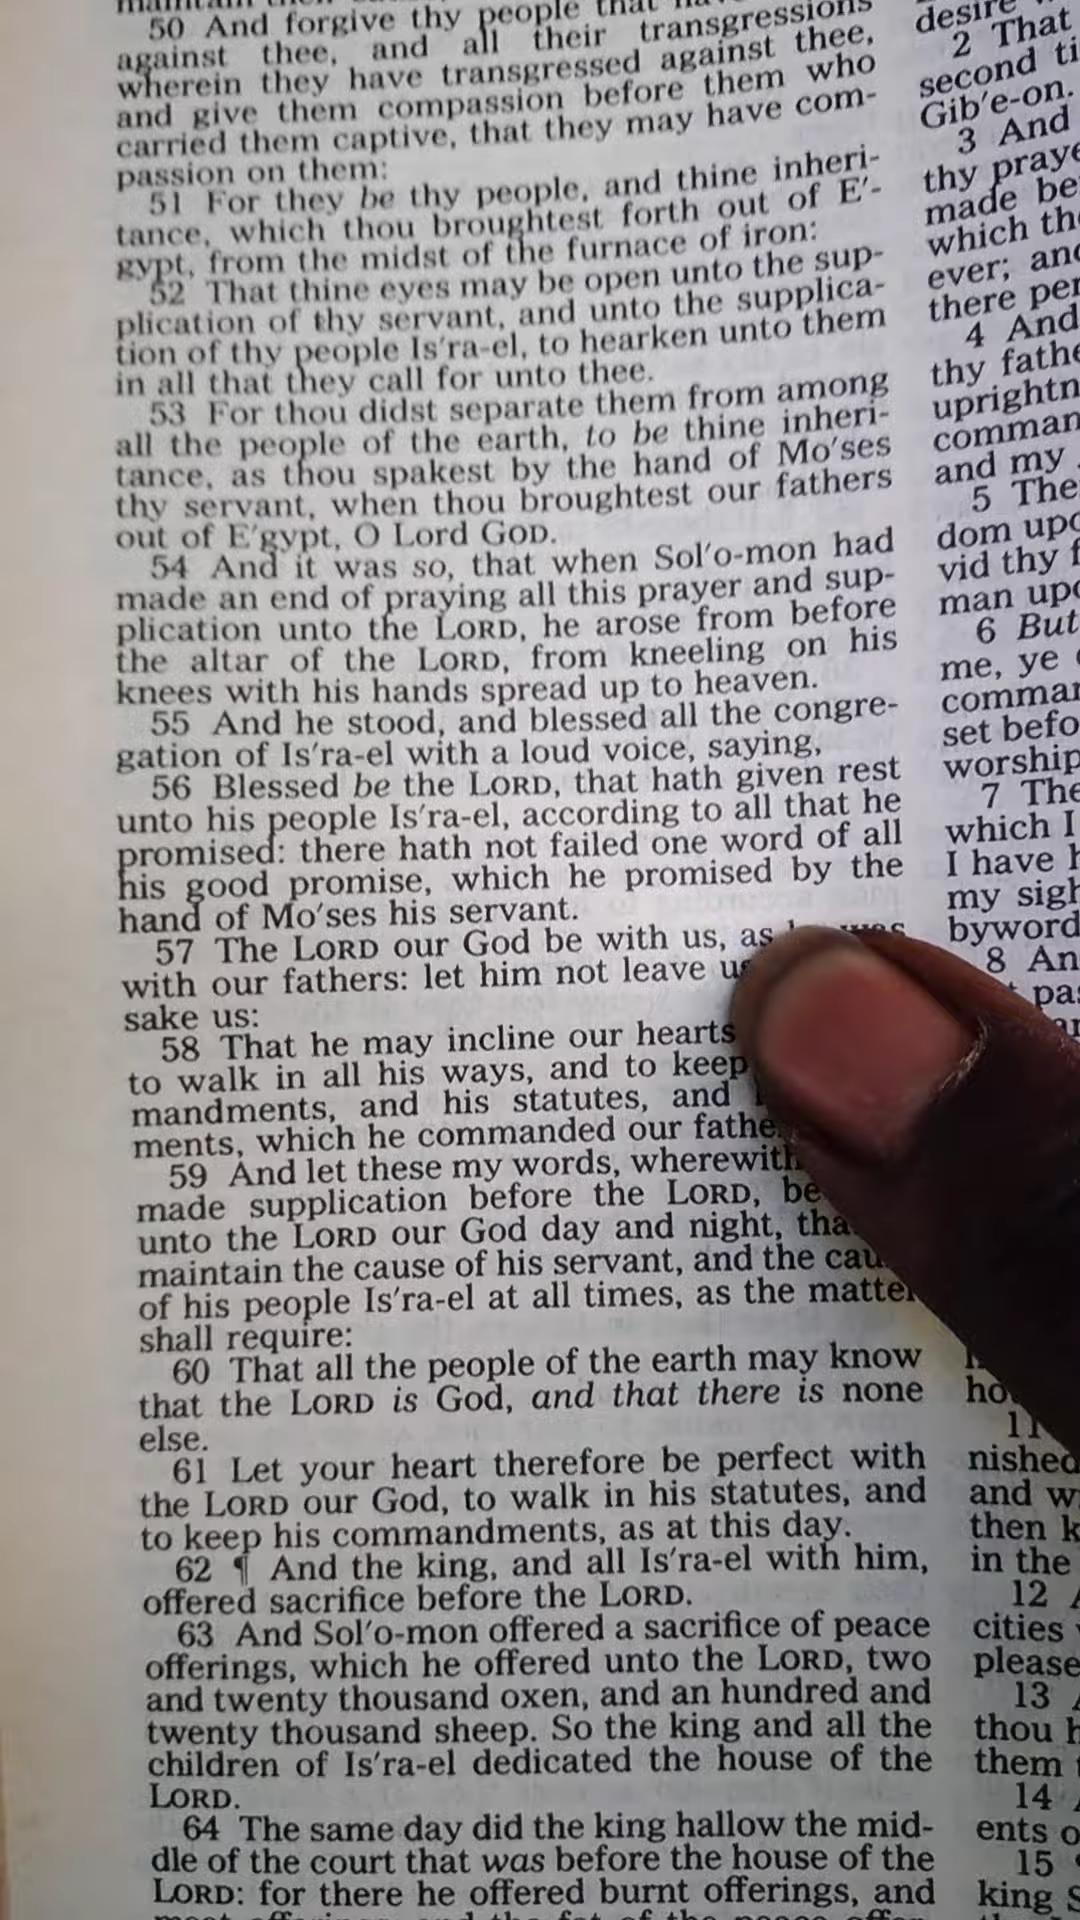 50 And forgive thy people that
against thee, and all their transgressions
wherein they have transgressed against thee,
and give them compassion before them who
carried them captive, that they may have com-
passion on them:
51 For they be thy people, and thine inheri-
tance, which thou broughtest forth out of E'-
gypt, from the midst of the furnace of iron:
52 That thine eyes may be open unto the sup-
plication of thy servant, and unto the supplica-
tion of thy people Is'ra-el, to hearken unto them
in all that they call for unto thee.
53 For thou didst separate them from among
all the people of the earth, to be thine inheri-
tance, as thou spakest by the hand of Mo'ses
thy servant, when thou broughtest our fathers
out of E'gypt, O Lord GOD.
54 And it was so, that when Sol'o-mon had
made an end of praying all this prayer and sup-
plication unto the LORD, he arose from before
the altar of the LORD, from kneeling on his
knees with his hands spread up to heaven.
55 And he stood, and blessed all the congre-
gation of Is'ra-el with a loud voice, saying,
56 Blessed be the LORD, that hath given rest
unto his people Is'ra-el, according to all that he
promised: there hath not failed one word of all
his good promise, which he promised by the
hand of Mo'ses his servant.
57 The LORD our God be with us, as
with our fathers: let him not leave
sake us:
58 That he may incline our hearts
to walk in all his ways, and to keep
mandments, and his statutes, and
ments, which he commanded our
59 And let these my words,
made supplication before the LORD, be
unto the LORD our God day and night,
maintain the cause of his servant, and the
of his people Is'ra-el at all times, as the matter
shall require:
60 That all the people of the earth may know
that the LORD is God, and that there is none
else.
61 Let your heart therefore be perfect with
the LORD our God, to walk in his statutes, and
to keep his commandments, as at this day.
62 ¶ And the king, and all Is'ra-el with him,
offered sacrifice before the LORD.
63 And Sol'o-mon offered a sacrifice of peace
offerings, which he offered unto the LORD, two
and twenty thousand oxen, and an hundred and
twenty thousand sheep. So the king and all the
children of Is'ra-el dedicated the house of the
LORD.
64 The same day did the king hallow the mid-
dle of the court that was before the house of the
LORD: for there he offered burnt offerings, and
desire
2 That
second
Gib'e-on.
3 And
thy
made
which
ever;
there
4 And
thy
and my
5
dom
vid thy
man
6 But
me, ye
set
worship
7
which I
I have
my
byword
8
11
and
then
in the
12
cities
please
13
thou
them
14
ents
15
king